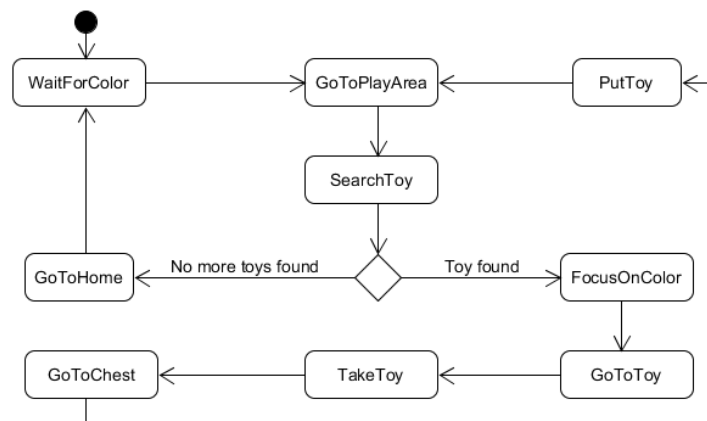 WaitForColor
GoToPlayArea
PutToy
SearchToy
No more toys found
Toy found
GoToHome
FocusOnColor
GoToChest
TakeToy
GoToToy